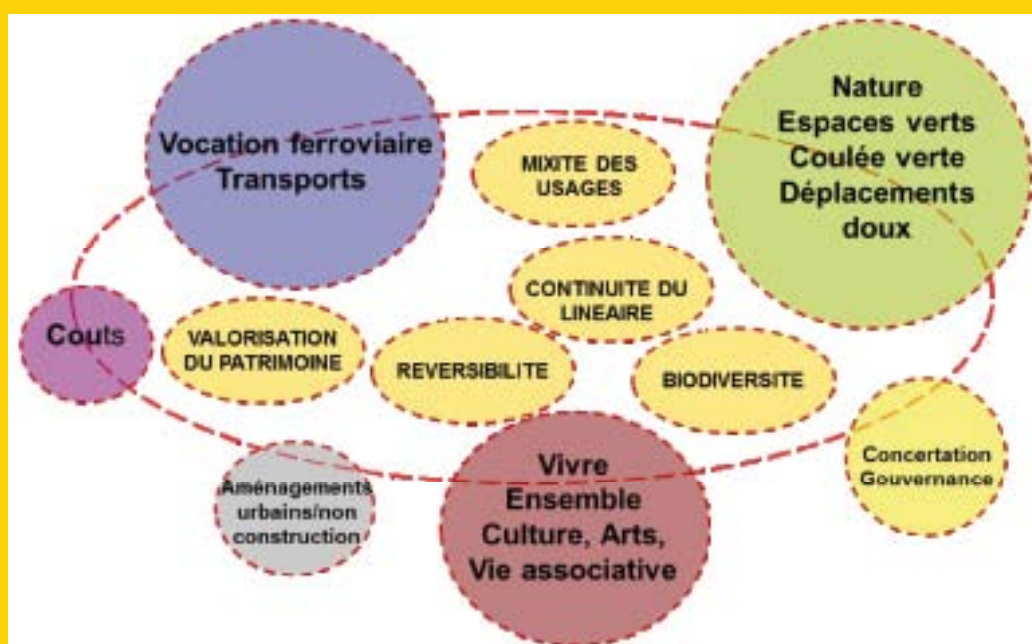 Vocation ferroviaire
Transports
Nature
Espaces verts
Coulée verte
Déplacements
doux
MIXITE DES
USAGES
CONTINUITE DU
LINEAIRE
Couts
VALORISATION
DU PATRIMOINE
REVERSIBILITE
BIODIVERSITE
Aménagements
urbains/non
construction
Vivre
Ensemble
Culture, Arts,
Vie associative
Concertation
Gouvernance